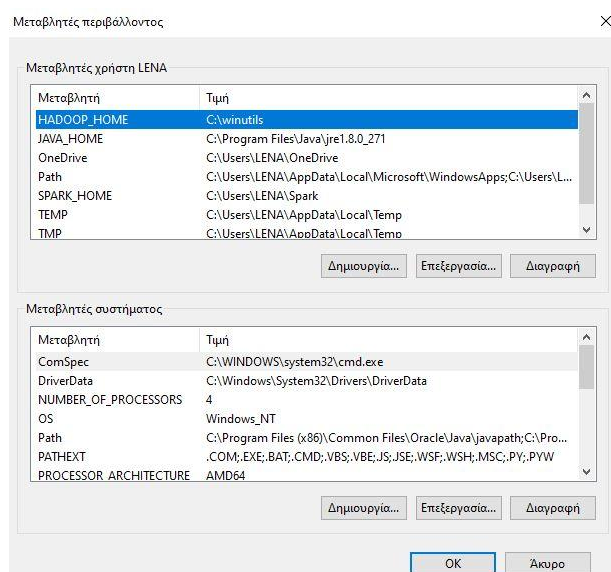 Μεταβλητές περιβάλλοντος
Μεταβλητές χρήστη LENA
Μεταβλητή Τιμή
HADOOP_HOME C:\winutils
JAVA_HOME C:\Program Files\Java\jre1.8.0_271
OneDrive C:\Users\LENA\OneDrive
Path C:\Users\LENA\AppData\Local\Microsoft\WindowsApps;C:\Users\L...
SPARK_HOME C:\Users\LENA\Spark
TEMP C:\Users\LENA\AppData\Local\Temp
TMP C:\Users\LENA\AppData\Local\Temp
Δημιουργία... Επεξεργασία... Διαγραφή
Μεταβλητές συστήματος
Μεταβλητή Τιμή
ComSpec C:\WINDOWS\system32\cmd.exe
DriverData C:\Windows\System32\Drivers\DriverData
NUMBER_OF_PROCESSORS 4
OS Windows_NT
Path C:\Program Files (x86)\Common Files\Oracle\Java\javapath;C:\Pro...
PATHEXT .COM;.EXE;.BAT;.CMD;.VBS;.VBE;.JS;.JSE;.WSF;.WSH;.MSC;.PY;.PYW
PROCESSOR_ARCHITECTURE AMD64
Δημιουργία... Επεξεργασία... Διαγραφή
OK Άκυρο